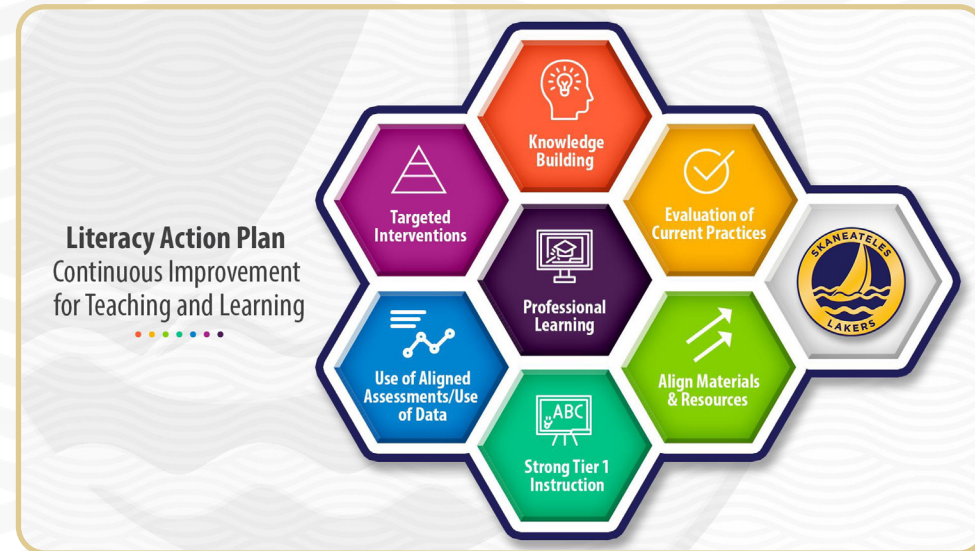 Literacy Action Plan
Continuous Improvement
for Teaching and Learning
Knowledge
Building
Targeted
Interventions
Evaluation of
Current Practices
Professional
Learning
SKANEATELES
LAKERS
Use of Aligned
Assessments/Use
of Data
Align Materials
& Resources
ABC
Strong Tier 1
Instruction